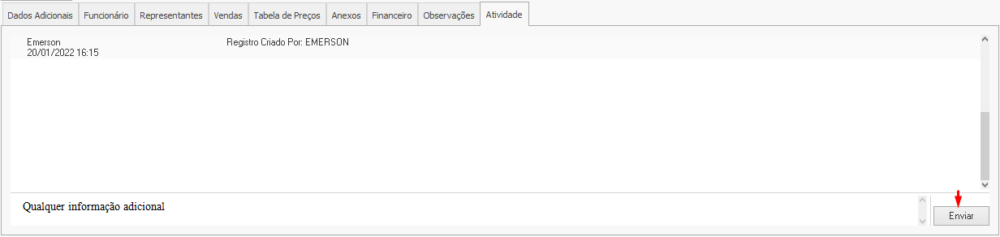 Dados Adicionais Funcionário Representantes Vendas Tabela de Preços Anexos Financeiro Observações Atividade
Emerson Registro Criado Por: EMERSON
20/01/2022 16:15
Qualquer informação adicional
Enviar